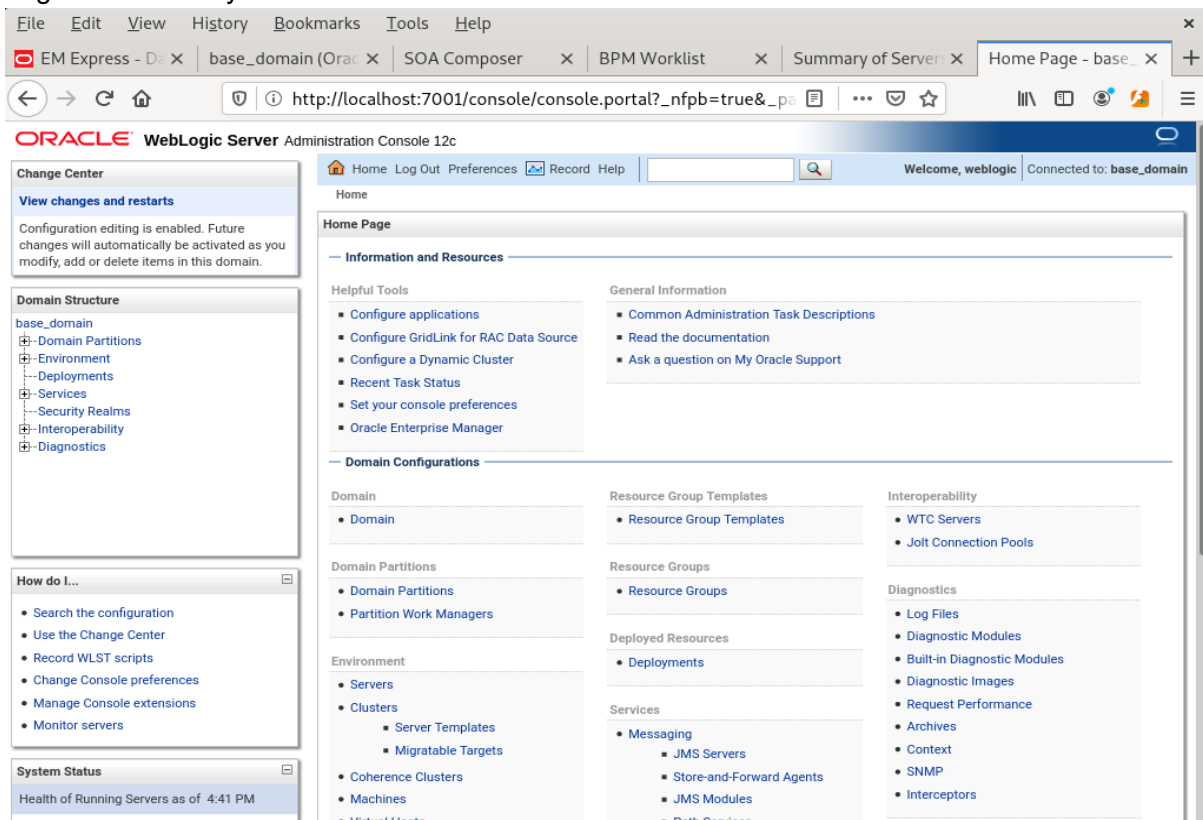 File Edit View History Bookmarks Tools Help
EM Express - Da
base_domain (Orac
SOA Composer
BPM Worklist
Summary of Servers
Home Page - base_
http://localhost:7001/console/console.portal?_nfpb=true&_pa
ORACLE WebLogic Server Administration Console 12c
Change Center
View changes and restarts
Configuration editing is enabled. Future
changes will automatically be activated as you
modify, add or delete items in this domain.
Domain Structure
base_domain
Domain Partitions
Environment
Deployments
Services
Security Realms
Interoperability
Diagnostics
How do I...
Search the configuration
Use the Change Center
Record WLST scripts
Change Console preferences
Manage Console extensions
Monitor servers
System Status
Health of Running Servers as of 4:41 PM
Home Log Out Preferences Record Help
Welcome, weblogic Connected to: base_domain
Home
Home Page
Information and Resources
Helpful Tools
Configure applications
Configure GridLink for RAC Data Source
Configure a Dynamic Cluster
Recent Task Status
Set your console preferences
Oracle Enterprise Manager
General Information
Common Administration Task Descriptions
Read the documentation
Ask a question on My Oracle Support
Domain Configurations
Domain
Domain
Domain Partitions
Domain Partitions
Partition Work Managers
Environment
Servers
Clusters
Server Templates
Migratable Targets
Coherence Clusters
Machines
Resource Group Templates
Resource Group Templates
Resource Groups
Resource Groups
Deployed Resources
Deployments
Services
Messaging
JMS Servers
Store-and-Forward Agents
JMS Modules
Interoperability
WTC Servers
Jolt Connection Pools
Diagnostics
Log Files
Diagnostic Modules
Built-in Diagnostic Modules
Diagnostic Images
Request Performance
Archives
Context
SNMP
Interceptors